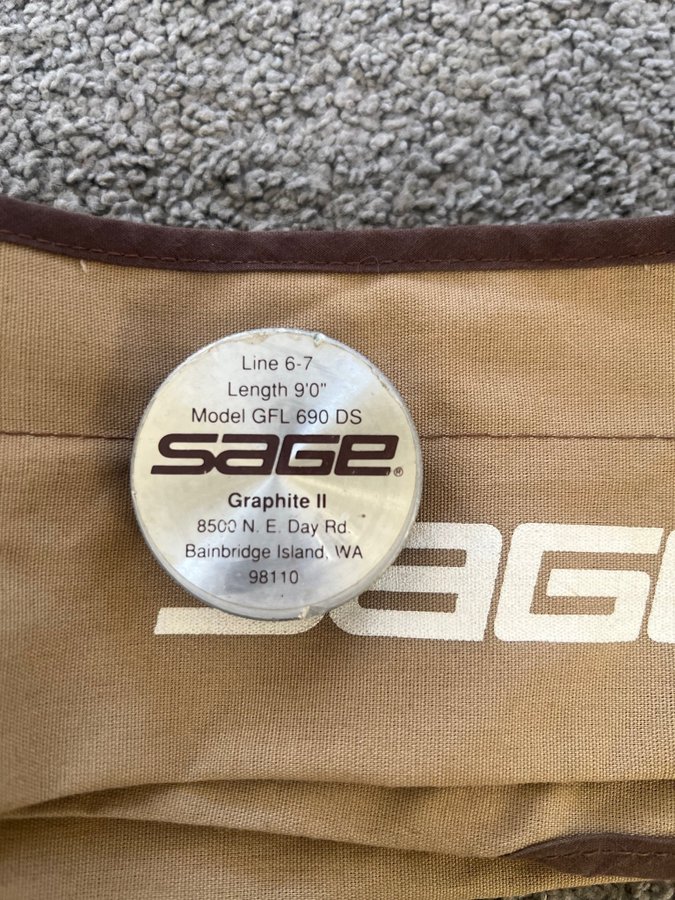 Line 6-7
Length 9'0"
Model GFL 690 DS
SAGE®
Graphite II
8500 N. E. Day Rd.
Bainbridge Island, WA
98110
SAGE